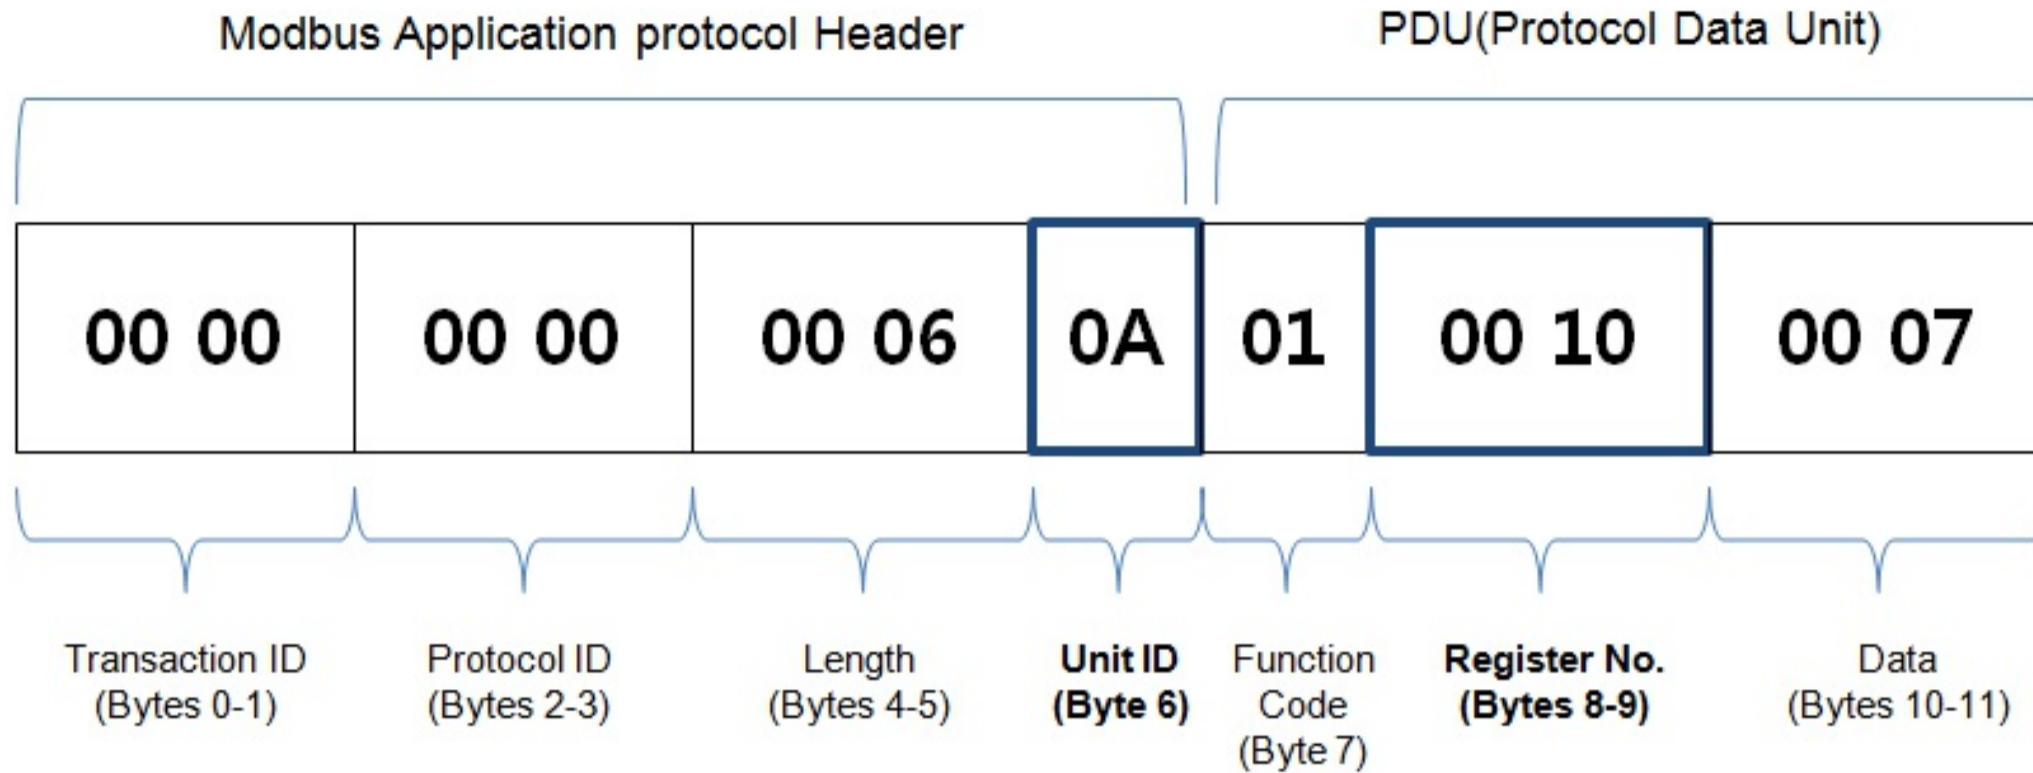 Modbus Application protocol Header
PDU(Protocol Data Unit)
00 00
00 00
00 06
0A
01
00 10
00 07
Transaction ID
(Bytes 0-1)
Protocol ID
(Bytes 2-3)
Length
(Bytes 4-5)
Unit ID
(Byte 6)
Function
Code
(Byte 7)
Register No.
(Bytes 8-9)
Data
(Bytes 10-11)